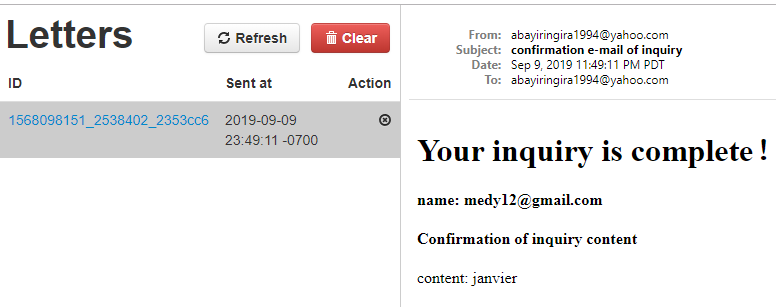 Letters
Refresh
Clear
ID Sent at Action
1568098151_2538402_2353cc6 2019-09-09
23:49:11 -0700
From: abayiringira1994@yahoo.com
Subject: confirmation e-mail of inquiry
Date: Sep 9, 2019 11:49:11 PM PDT
To: abayiringira1994@yahoo.com
Your inquiry is complete！
name: medy12@gmail.com
Confirmation of inquiry content
content: janvier